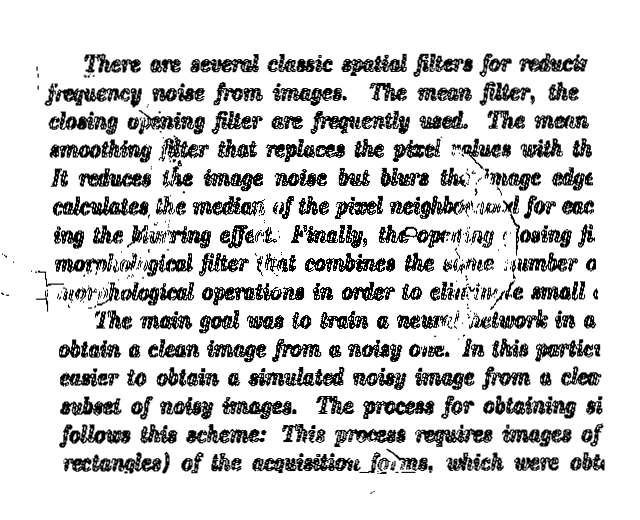 There are several classic spatial filters for reducin
frequency noise from images. The mean filter, the
closing opening filter are frequently used. The mean
smoothing filter that replaces the pixel values with th
It reduces the image noise but blurs the image edge
calculates the median of the pixel neighborhood for eac
ing the blurring effect. Finally, the opening closing fi
morphological filter that combines the same number o
morphological operations in order to eliminate small
The main goal was to train a neural network in a
obtain a clean image from a noisy one. In this particu
easier to obtain a simulated noisy image from a clean
subset of noisy images. The process for obtaining si
follows this scheme: This process requires images of
rectangles) of the acquisition forms, which were obta